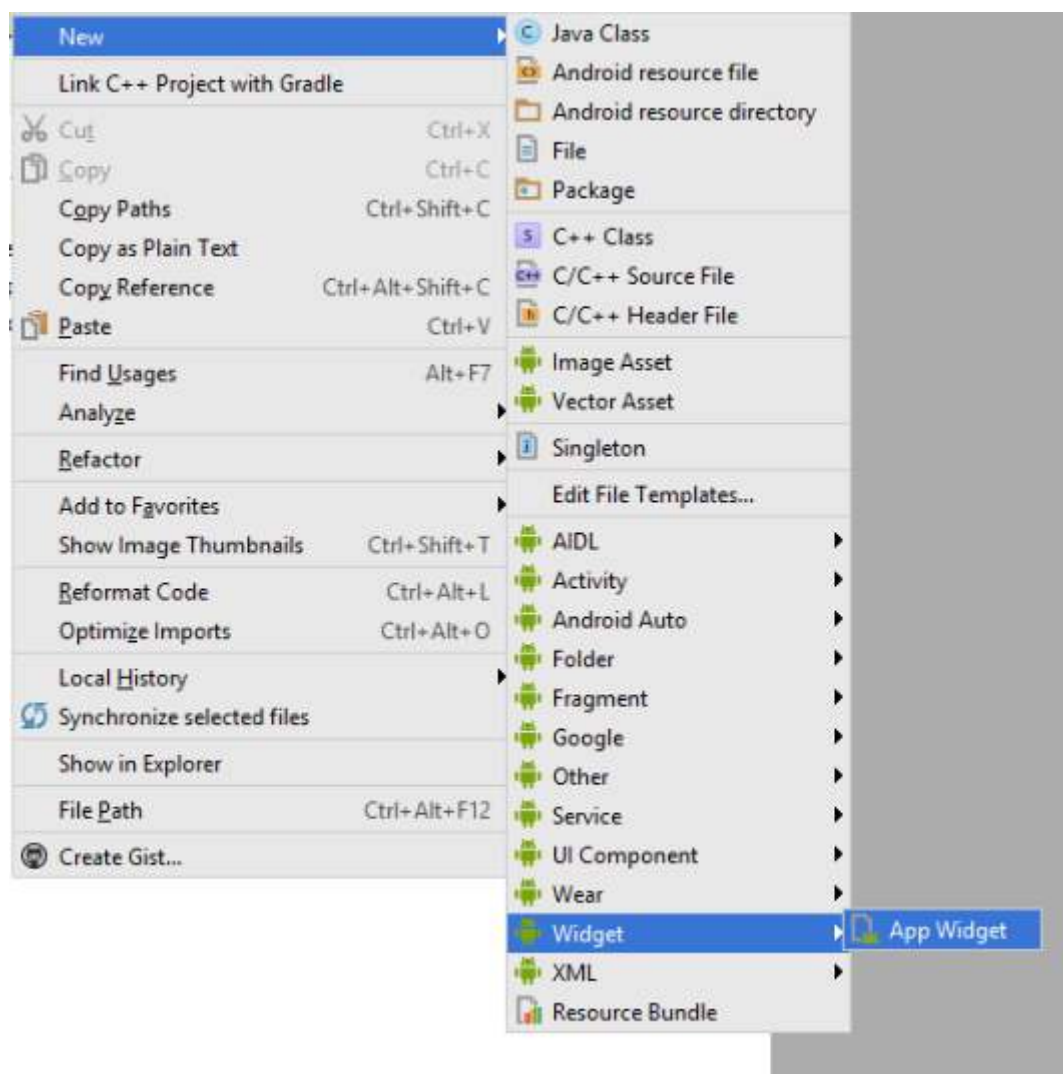 New
Link C++ Project with Gradle
Cut Ctrl+X
Copy Ctrl+C
Copy Paths Ctrl+Shift+C
Copy as Plain Text
Copy Reference Ctrl+Alt+Shift+C
Paste Ctrl+V
Find Usages Alt+F7
Analyze
Refactor
Add to Favorites
Show Image Thumbnails Ctrl+Shift+T
Reformat Code Ctrl+Alt+L
Optimize Imports Ctrl+Alt+O
Local History
Synchronize selected files
Show in Explorer
File Path Ctrl+Alt+F12
Create Gist...
Java Class
Android resource file
Android resource directory
File
Package
C++ Class
C/C++ Source File
C/C++ Header File
Image Asset
Vector Asset
Singleton
Edit File Templates...
AIDL
Activity
Android Auto
Folder
Fragment
Google
Other
Service
UI Component
Wear
Widget
XML
Resource Bundle
App Widget